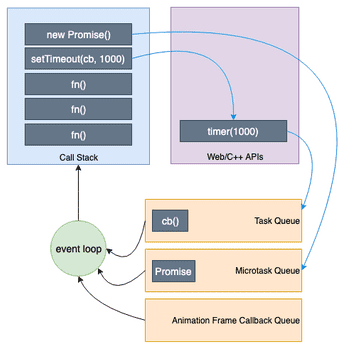 new Promise()
setTimeout(cb, 1000)
fn()
fn()
fn()
Call Stack
timer(1000)
Web/C++ APIs
cb()
Task Queue
event loop
Promise
Microtask Queue
Animation Frame Callback Queue